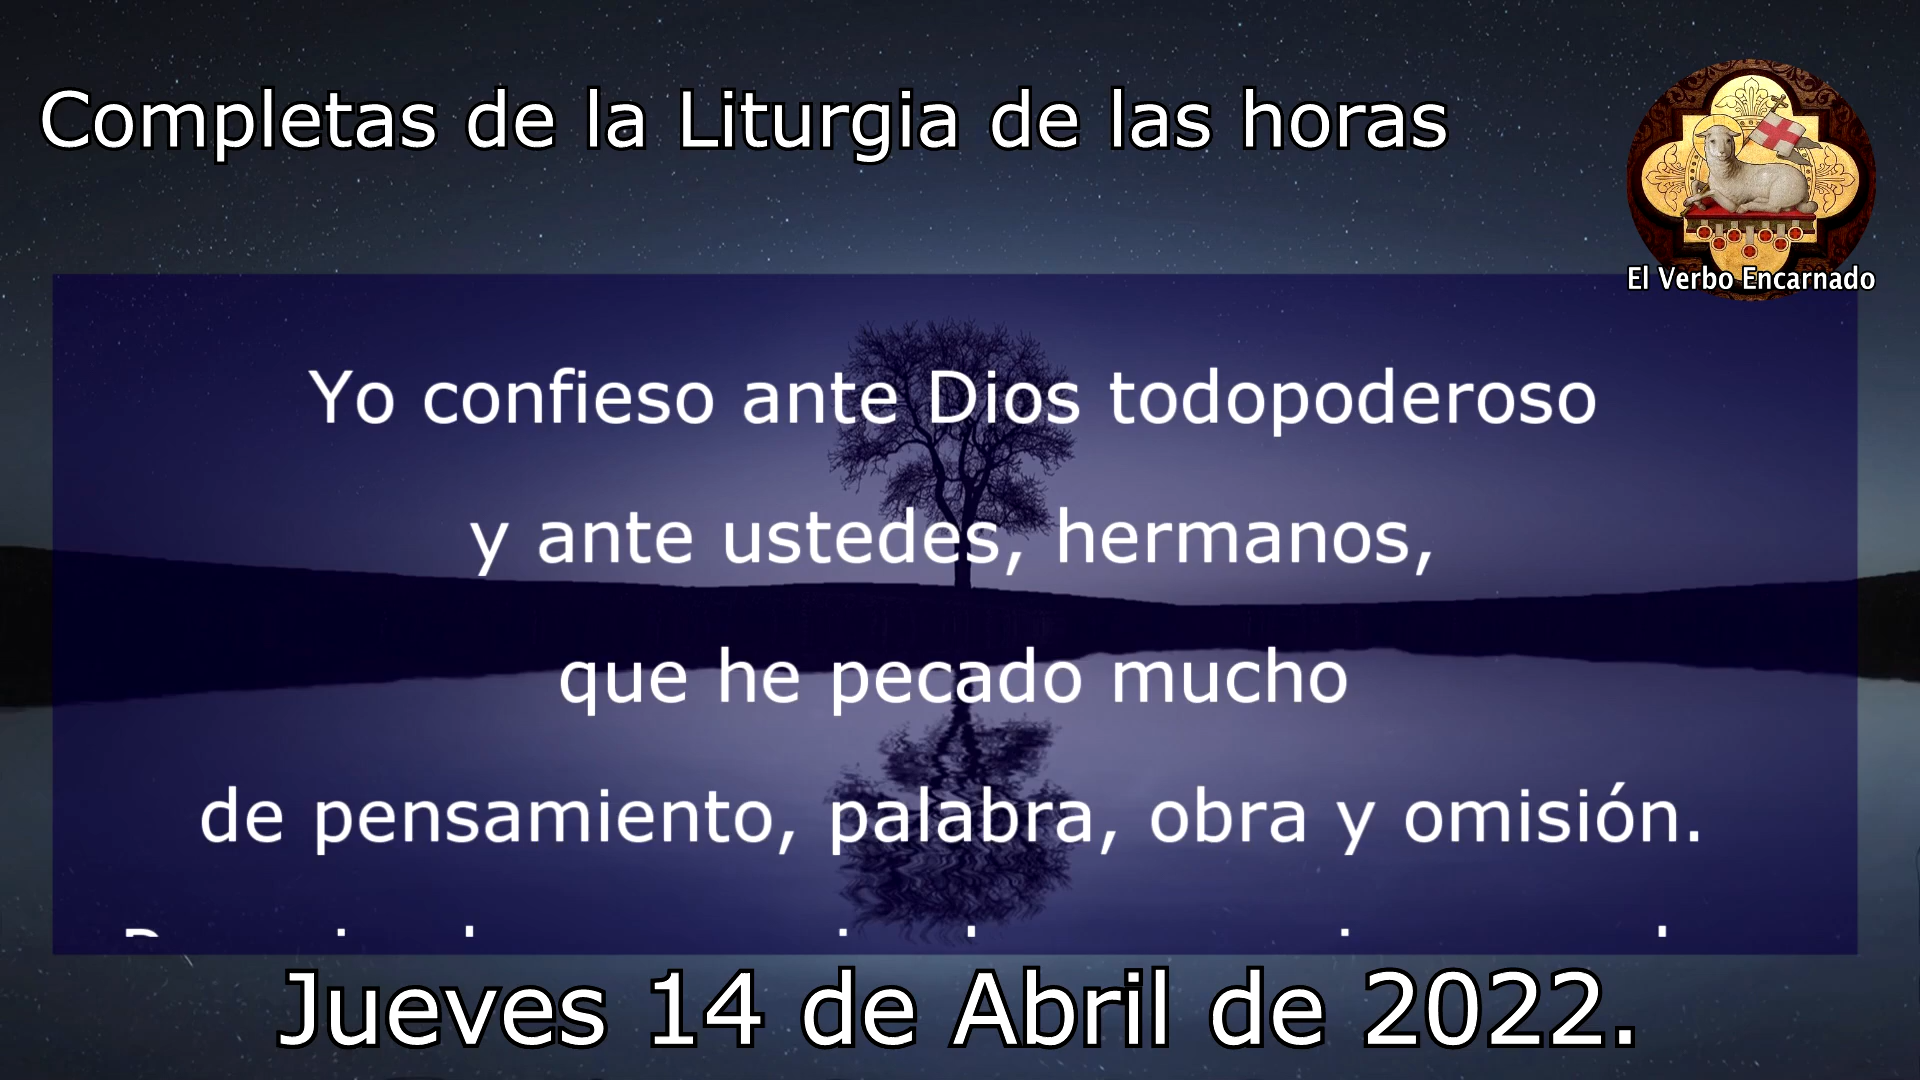 Completas de la Liturgia de las horas
El Verbo Encarnado
Yo confieso ante Dios todopoderoso
y ante ustedes, hermanos,
que he pecado mucho
de pensamiento, palabra, obra y omisión.
Jueves 14 de Abril de 2022.